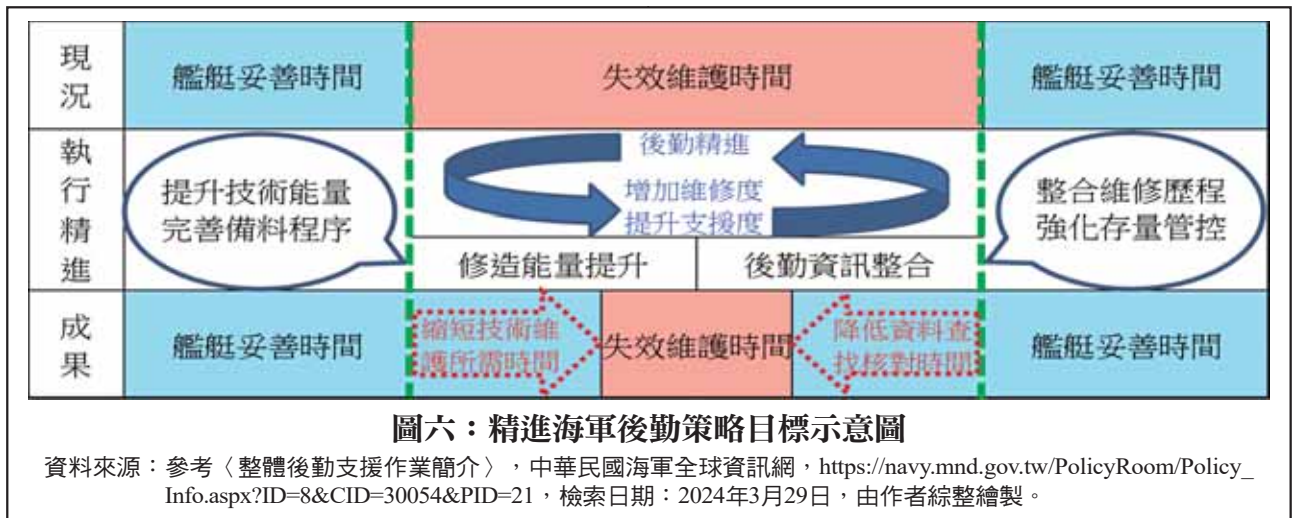 現況
艦艇妥善時間
失效維護時間
艦艇妥善時間
執行精進
提升技術能量
完善備料程序
後勤精進
增加維修度
提升支援度
修造能量提升
後勤資訊整合
整合維修歷程
強化存量管控
成果
艦艇妥善時間
縮短技術維
護所需時間
失效維護時間
降低資料查
找核對時間
艦艇妥善時間
圖六：精進海軍後勤策略目標示意圖
資料來源：參考〈整體後勤支援作業簡介〉，中華民國海軍全球資訊網，https://navy.mnd.gov.tw/PolicyRoom/Policy_
Info.aspx?ID=8&CID=30054&PID=21，檢索日期：2024年3月29日，由作者綜整繪製。